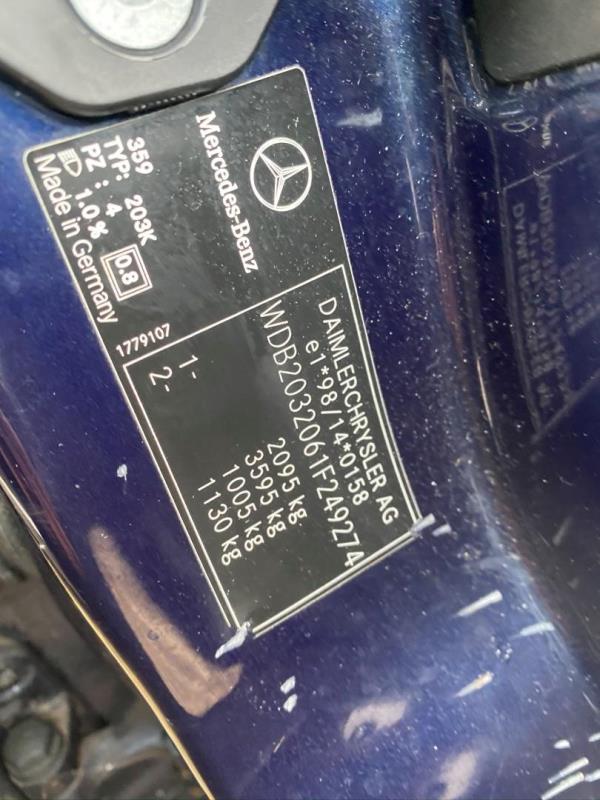 Mercedes-Benz
359
TYP: 203K
PZ : 4
1.0% 0.8
Made in Germany
1779107
DAIMLERCHRYSLER AG
e1*98/14*0158
WDB2032061F249274
2095 kg
3595 kg
1- 1005 kg
2- 1130 kg